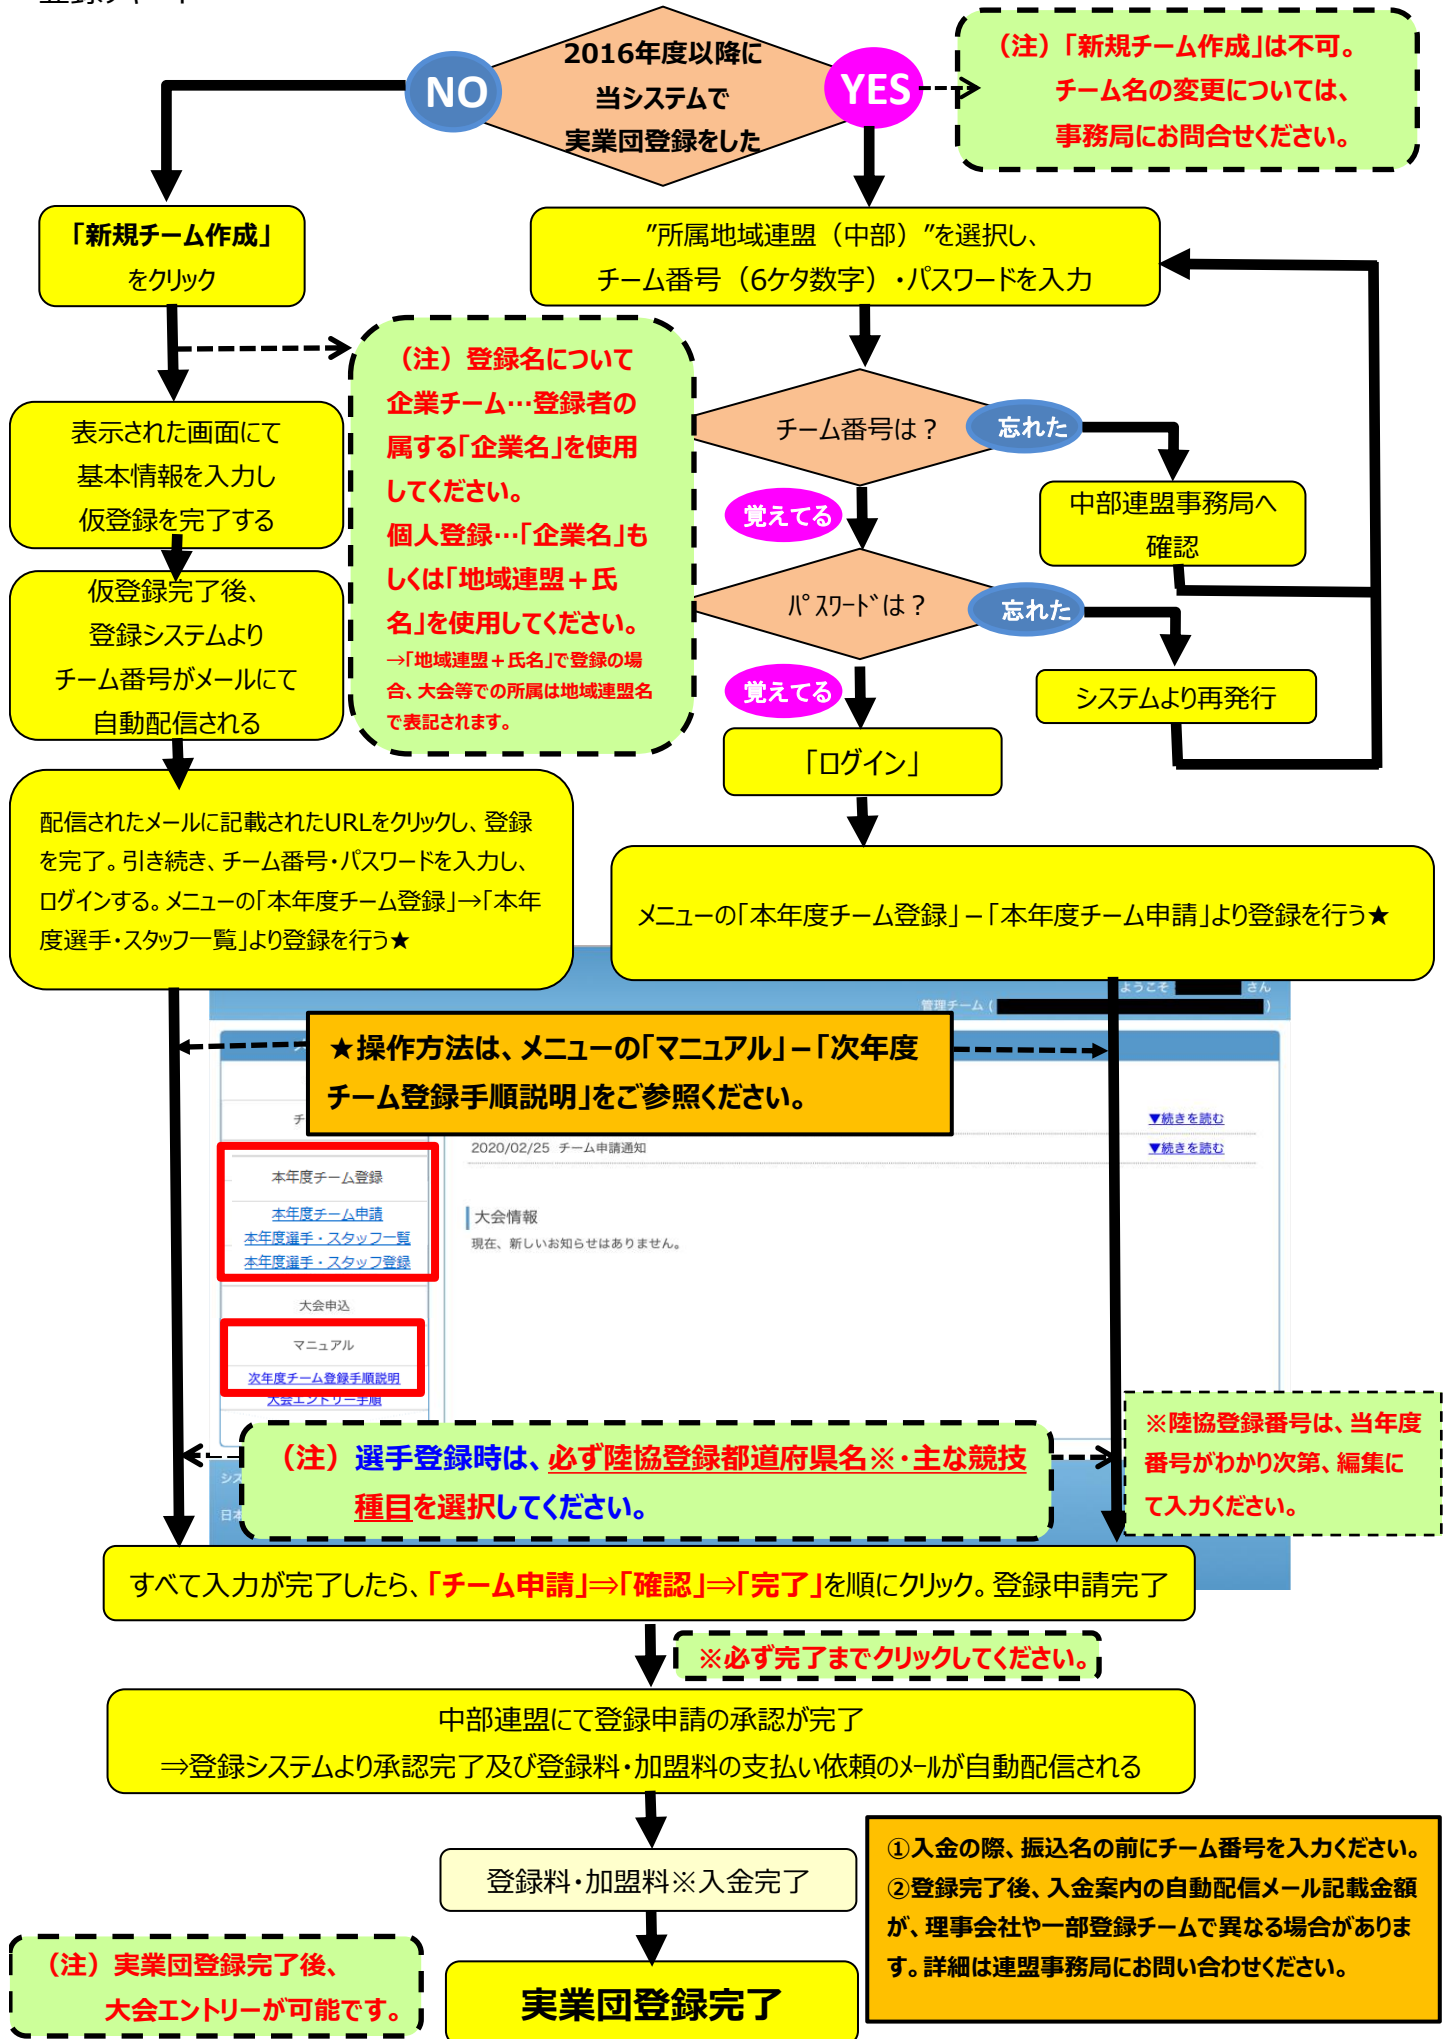 登録チャート
2016年度以降に
当システムで
実業団登録をした
NO
YES
（注）「新規チーム作成」は不可。
チーム名の変更については、
事務局にお問合せください。
「新規チーム作成」
をクリック
”所属地域連盟（中部）”を選択し、
チーム番号（6ケタ数字）・パスワードを入力
（注）登録名について
企業チーム…登録者の
属する「企業名」を使用
してください。
個人登録…「企業名」も
しくは「地域連盟＋氏
名」を使用してください。
→「地域連盟＋氏名」で登録の場
合、大会等での所属は地域連盟名
で表記されます。
チーム番号は？
忘れた
覚えてる
中部連盟事務局へ
確認
パスワードは？
忘れた
覚えてる
システムより再発行
「ログイン」
表示された画面にて
基本情報を入力し
仮登録を完了する
仮登録完了後、
登録システムより
チーム番号がメールにて
自動配信される
配信されたメールに記載されたURLをクリックし、登録
を完了。引き続き、チーム番号・パスワードを入力し、
ログインする。メニューの「本年度チーム登録」→「本年
度選手・スタッフ一覧」より登録を行う★
メニューの「本年度チーム登録」－「本年度チーム申請」より登録を行う★
ようこそ さん
管理チーム ( )
★操作方法は、メニューの「マニュアル」－「次年度
チーム登録手順説明」をご参照ください。
▼続きを読む
2020/02/25 チーム申請通知
▼続きを読む
本年度チーム登録
本年度チーム申請
本年度選手・スタッフ一覧
本年度選手・スタッフ登録
大会情報
現在、新しいお知らせはありません。
大会申込
マニュアル
次年度チーム登録手順説明
大会エントリー手順
（注）選手登録時は、必ず陸協登録都道府県名※・主な競技
種目を選択してください。
※陸協登録番号は、当年度
番号がわかり次第、編集に
て入力ください。
すべて入力が完了したら、「チーム申請」⇒「確認」⇒「完了」を順にクリック。登録申請完了
※必ず完了までクリックしてください。
中部連盟にて登録申請の承認が完了
⇒登録システムより承認完了及び登録料・加盟料の支払い依頼のメールが自動配信される
登録料・加盟料※入金完了
①入金の際、振込名の前にチーム番号を入力ください。
②登録完了後、入金案内の自動配信メール記載金額
が、理事会社や一部登録チームで異なる場合がありま
す。詳細は連盟事務局にお問い合わせください。
（注）実業団登録完了後、
大会エントリーが可能です。
実業団登録完了